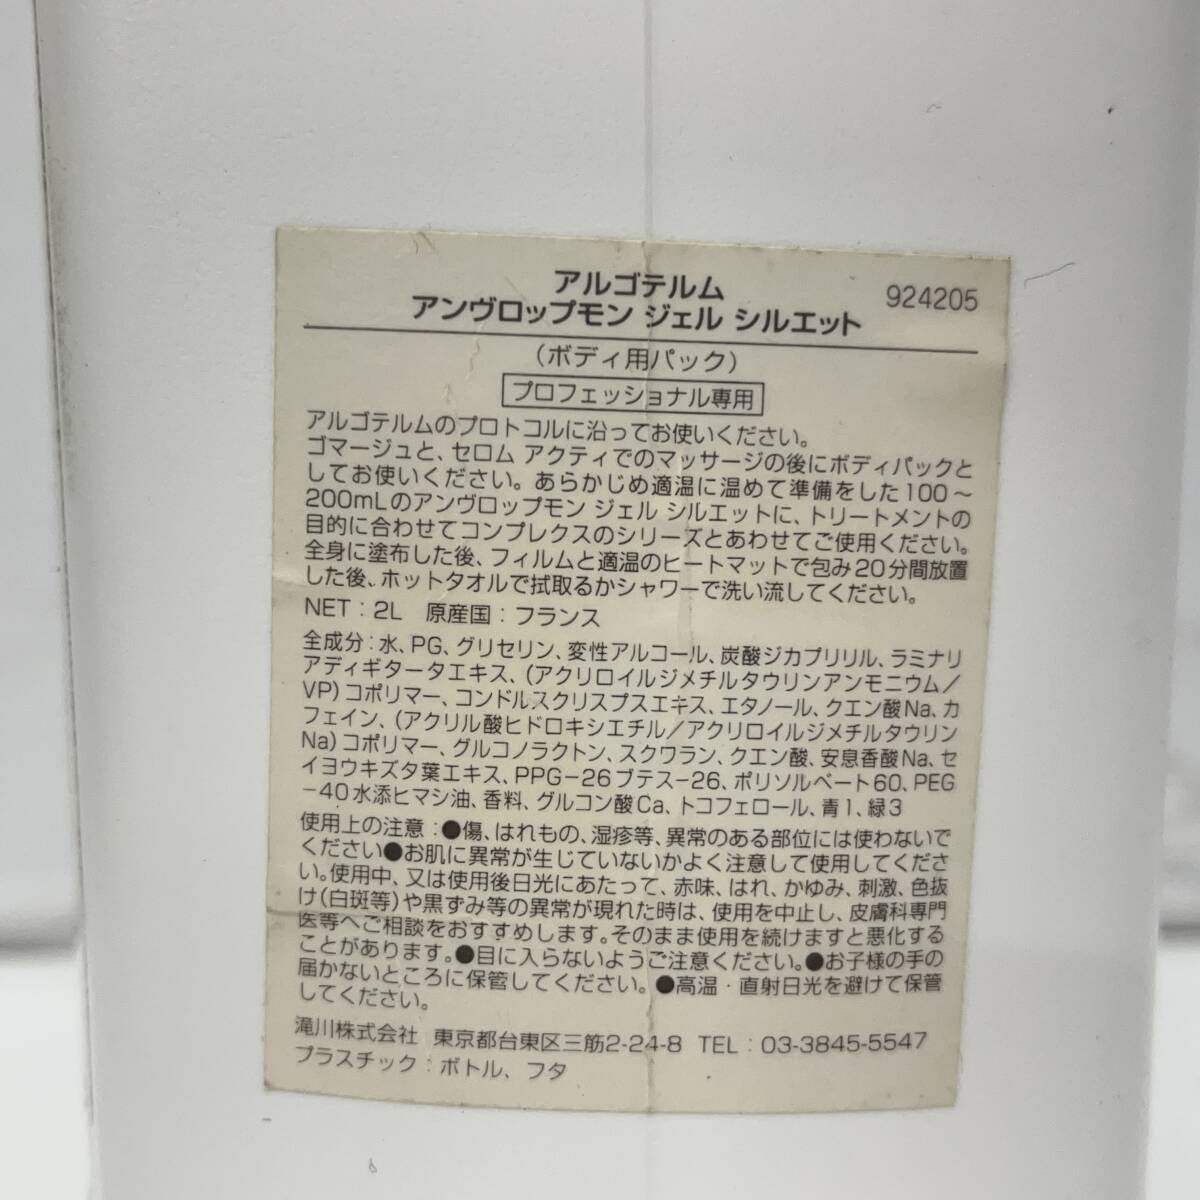 アルゴテルム
アンヴロップモン ジェル シルエット
924205
(ボディ用パック)
プロフェッショナル専用
アルゴテルムのプロトコルに沿ってお使いください。
ゴマージュと、セロム アクティでのマッサージの後にボディパックと
してお使いください。あらかじめ適温に温めて準備をした100～
200mLのアンヴロップモン ジェル シルエットに、トリートメントの
目的に合わせてコンプレクスのシリーズとあわせてご使用ください。
全身に塗布した後、フィルムと適温のヒートマットで包み20分間放置
した後、ホットタオルで拭取るかシャワーで洗い流してください。
NET：2L 原産国：フランス
全成分：水、PG、グリセリン、変性アルコール、炭酸ジカプリリル、ラミナリ
アディギタータエキス、(アクリロイルジメチルタウリンアンモニウム／
VP)コポリマー、コンドルスクリスプスエキス、エタノール、クエン酸Na、カ
フェイン、(アクリル酸ヒドロキシエチル／アクリロイルジメチルタウリン
Na)コポリマー、グルコノラクトン、スクワラン、クエン酸、安息香酸Na、セ
イヨウキズタ葉エキス、PPG-26ブテス-26、ポリソルベート60、PEG
-40水添ヒマシ油、香料、グルコン酸Ca、トコフェロール、青1、緑3
使用上の注意：●傷、はれもの、湿疹等、異常のある部位には使わないで
ください●お肌に異常が生じていないかよく注意して使用してくださ
い。使用中、又は使用後日光にあたって、赤味、はれ、かゆみ、刺激、色抜
け(白斑等)や黒ずみ等の異常が現れた時は、使用を中止し、皮膚科専門
医等へご相談をおすすめします。そのまま使用を続けますと悪化する
ことがあります。●目に入らないようご注意ください。●お子様の手の
届かないところに保管してください。●高温・直射日光を避けて保管
してください。
滝川株式会社 東京都台東区三筋2-24-8 TEL：03-3845-5547
プラスチック：ボトル、フタ